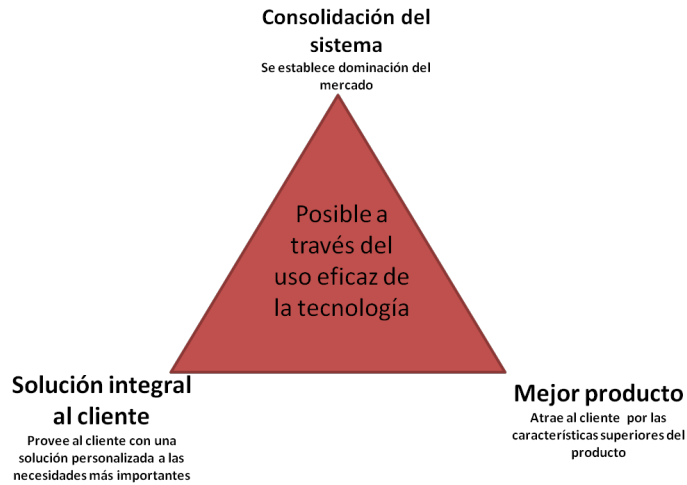 Consolidación del
sistema
Se establece dominación del
mercado
Posible a
través del
uso eficaz de
la tecnología
Solución integral
al cliente
Provee al cliente con una
solución personalizada a las
necesidades más importantes
Mejor producto
Atrae al cliente por las
características superiores del
producto